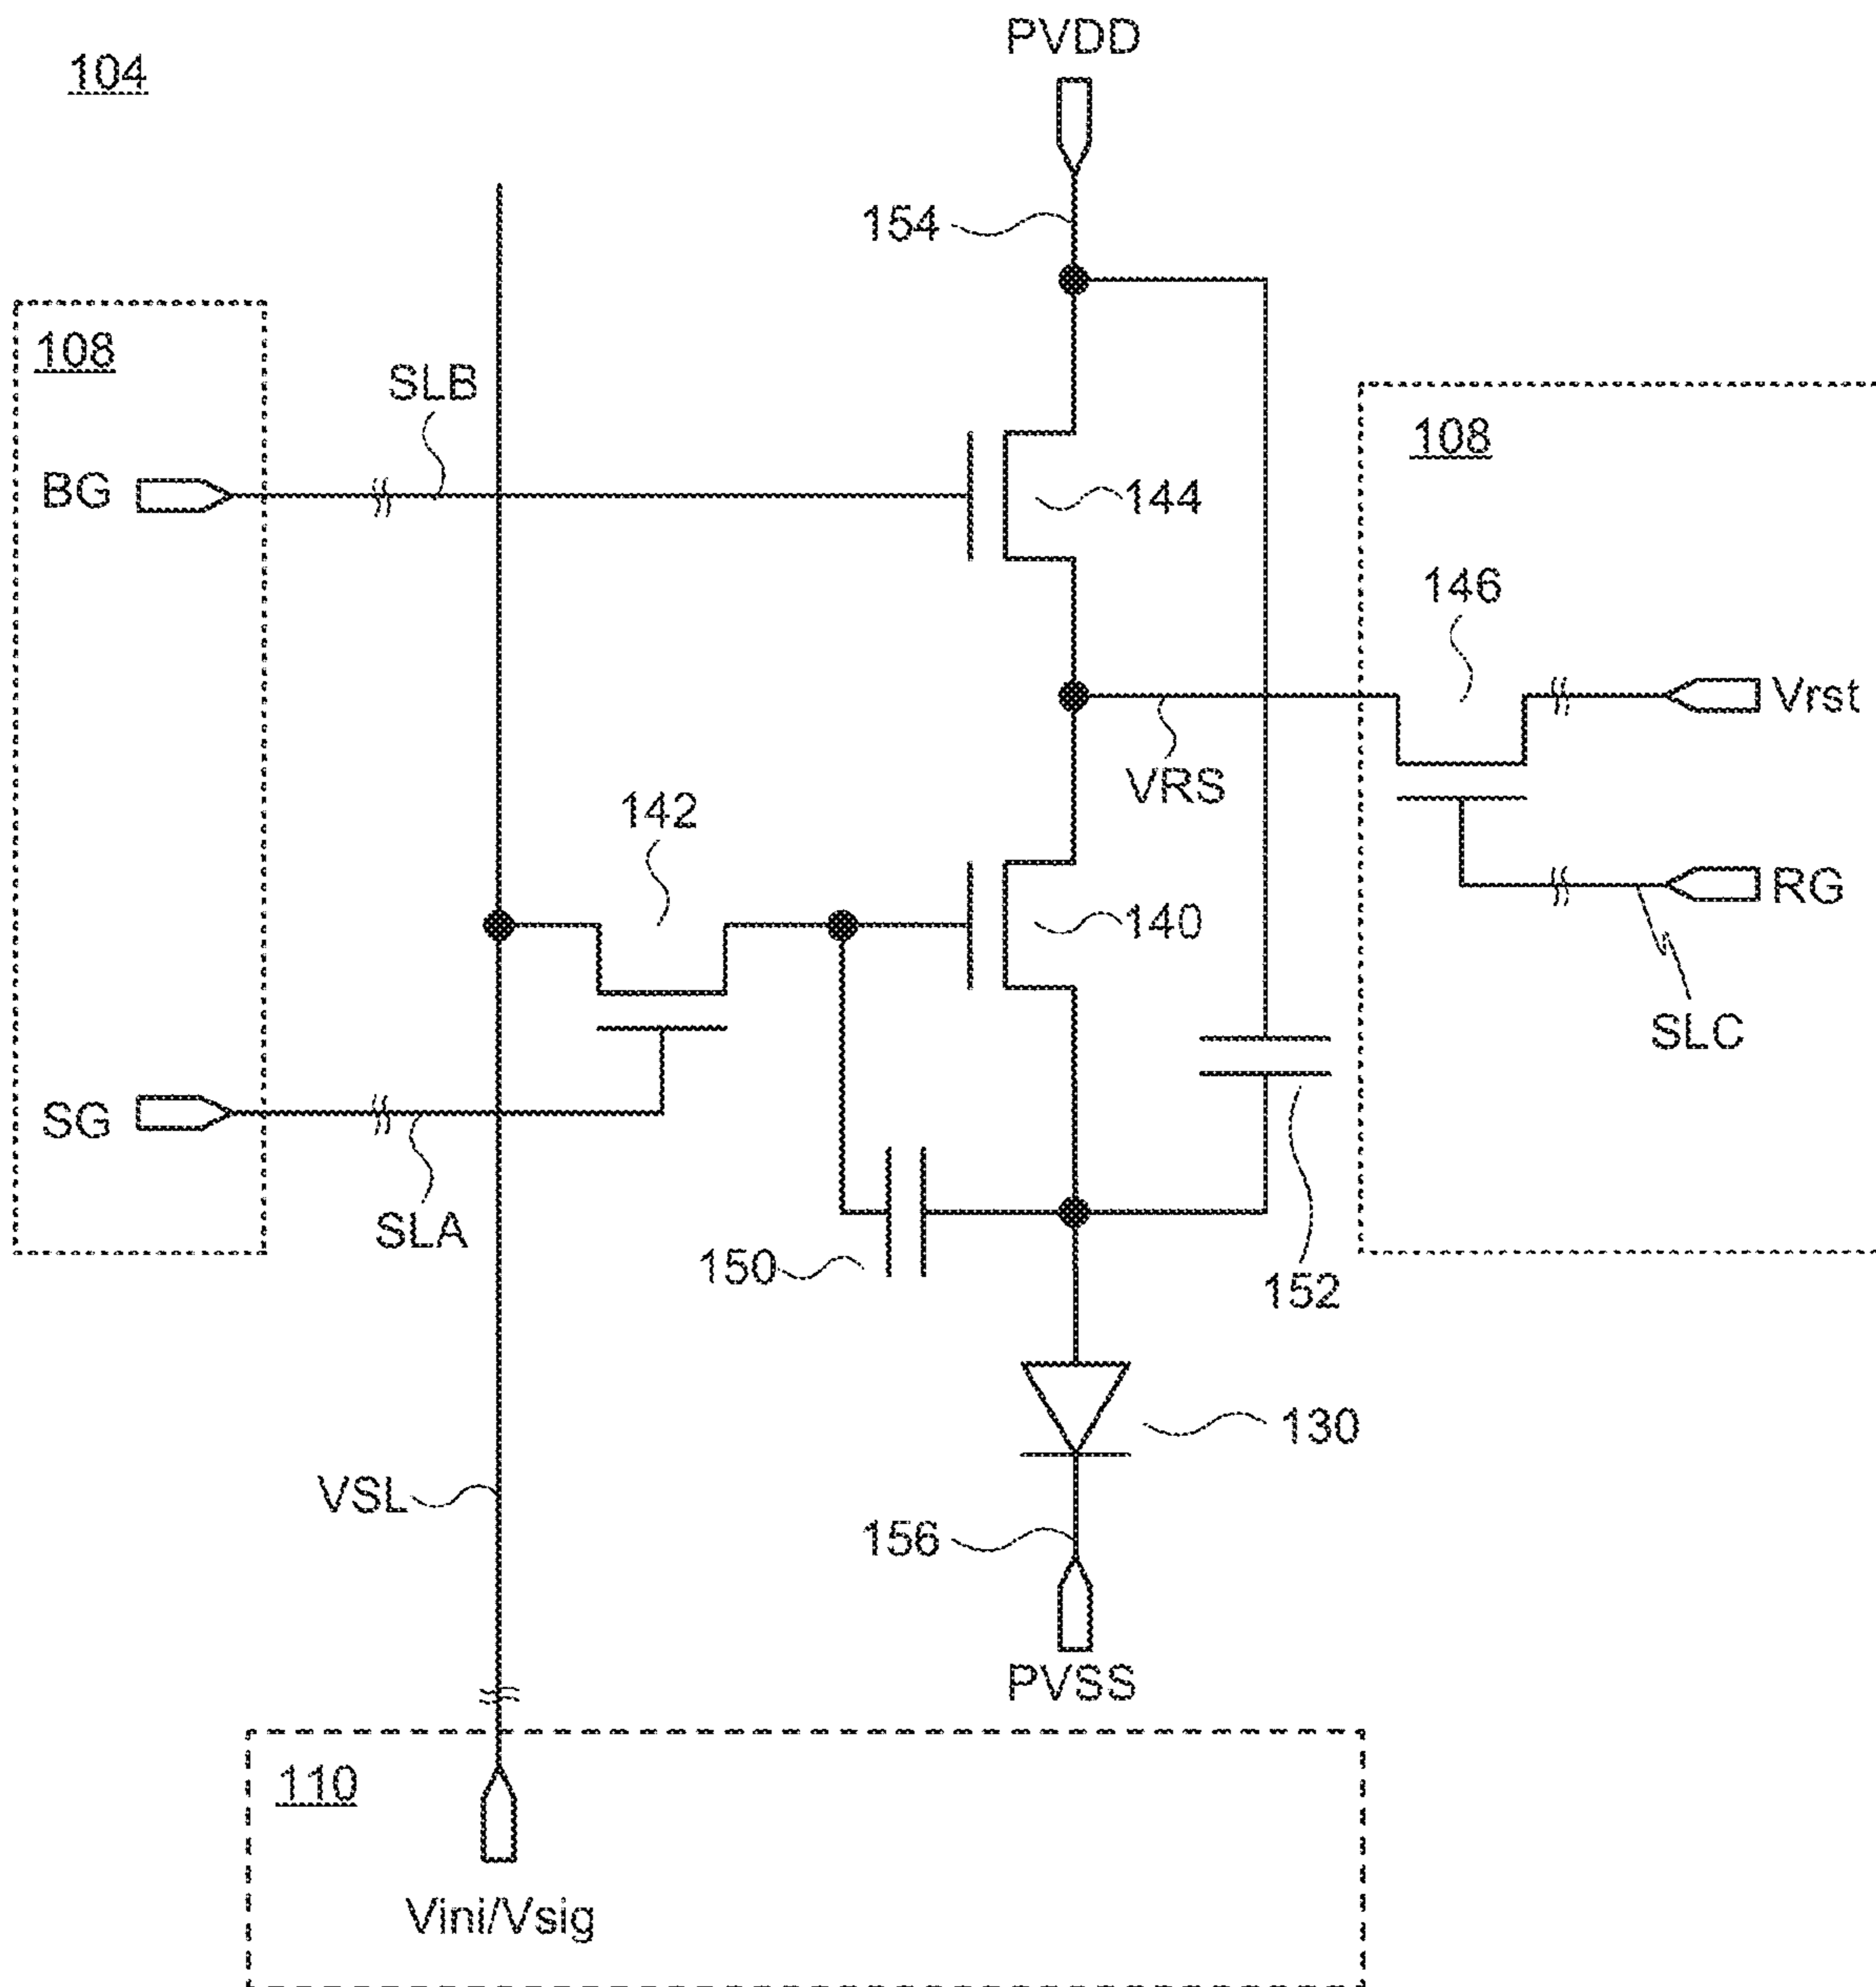 PVDD
104
154
108
SLB
108
BG
144
146
Vrst
VRS
142
140
RG
SLC
SG
SLA
150
152
130
VSL
156
PVSS
110
Vini/Vsig